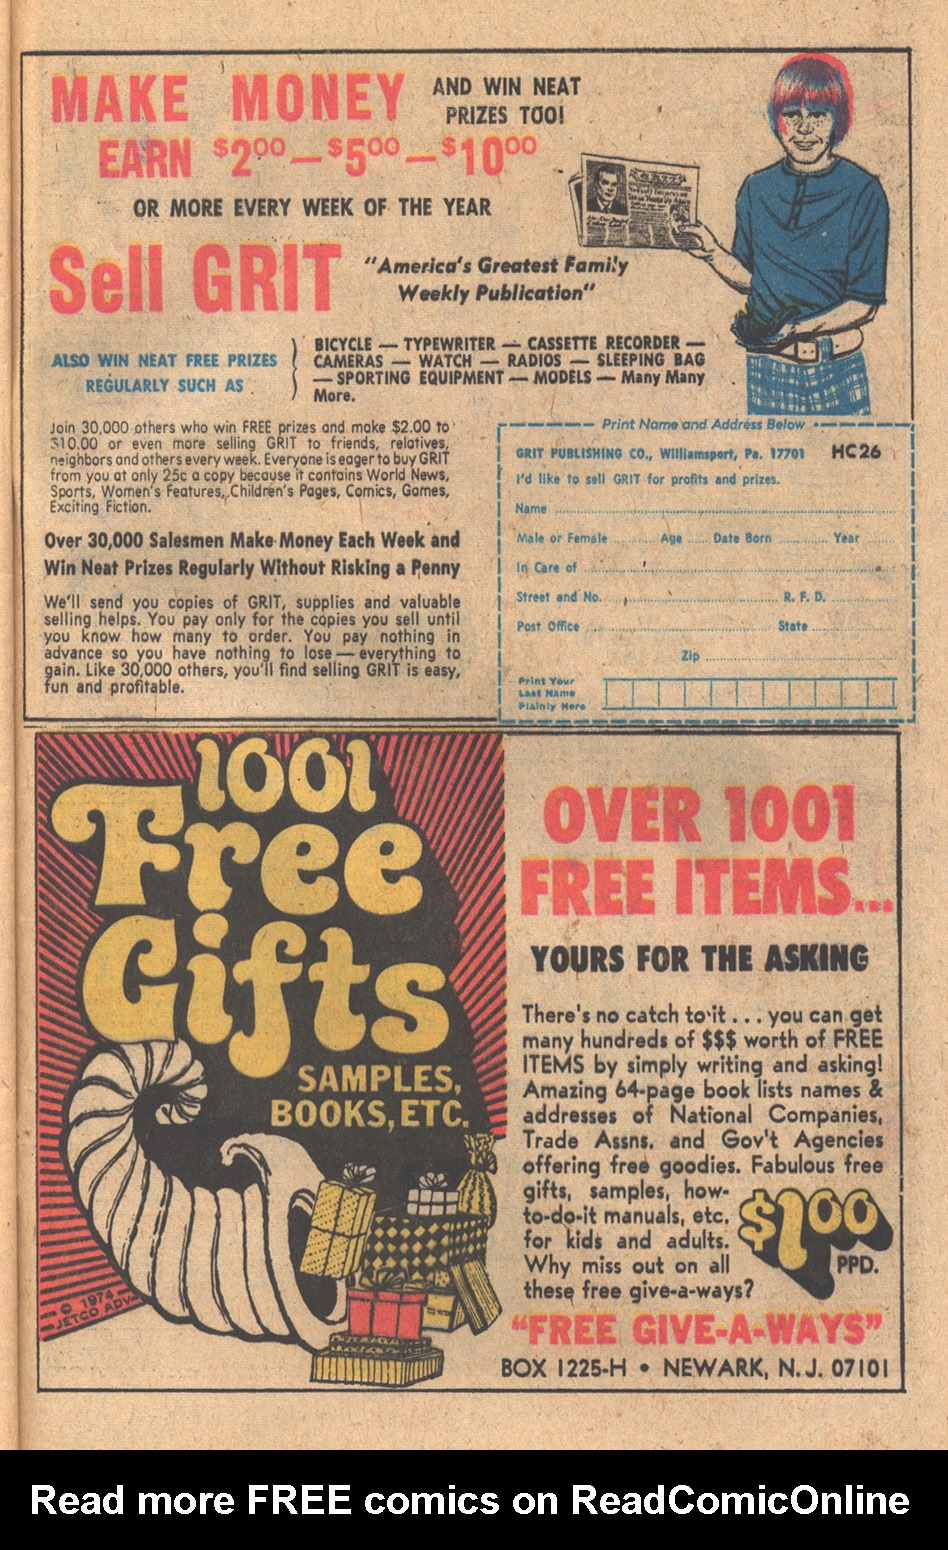 MAKE MONEY AND WIN NEAT
PRIZES TOO!
EARN $2.00—$5.00—$10.00
OR MORE EVERY WEEK OF THE YEAR
Sell GRIT "America's Greatest Family
Weekly Publication"
ALSO WIN NEAT FREE PRIZES
REGULARLY SUCH AS
BICYCLE — TYPEWRITER — CASSETTE RECORDER —
CAMERAS — WATCH — RADIOS — SLEEPING BAG
— SPORTING EQUIPMENT — MODELS — Many Many
More.
Join 30,000 others who win FREE prizes and make $2.00 to
$10.00 or even more selling GRIT to friends, relatives,
neighbors and others every week. Everyone is eager to buy GRIT
from you at only 25c a copy because it contains World News,
Sports, Women's Features, Children's Pages, Comics, Games,
Exciting Fiction.
Over 30,000 Salesmen Make Money Each Week and
Win Neat Prizes Regularly Without Risking a Penny
We'll send you copies of GRIT, supplies and valuable
selling helps. You pay only for the copies you sell until
you know how many to order. You pay nothing in
advance so you have nothing to lose — everything to
gain. Like 30,000 others, you'll find selling GRIT is easy,
fun and profitable.
Print Name and Address Below
GRIT PUBLISHING CO., Williamsport, Pa. 17701 HC26
I'd like to sell GRIT for profits and prizes.
Name
Male or Female Age Date Born Year
In Care of
Street and No. R. F. D.
Post Office State
Zip
Print Your
Last Name
Plainly Here
1001
Free
Gifts
SAMPLES,
BOOKS, ETC.
© 1974
JETCO ADV.
OVER 1001
FREE ITEMS...
YOURS FOR THE ASKING
There's no catch to it . . . you can get
many hundreds of $$$ worth of FREE
ITEMS by simply writing and asking!
Amazing 64-page book lists names &
addresses of National Companies,
Trade Assns. and Gov't Agencies
offering free goodies. Fabulous free
gifts, samples, how-
to-do-it manuals, etc.
for kids and adults.
Why miss out on all
these free give-a-ways?
$1.00
PPD.
"FREE GIVE-A-WAYS"
BOX 1225-H • NEWARK, N. J. 07101
Read more FREE comics on ReadComicOnline